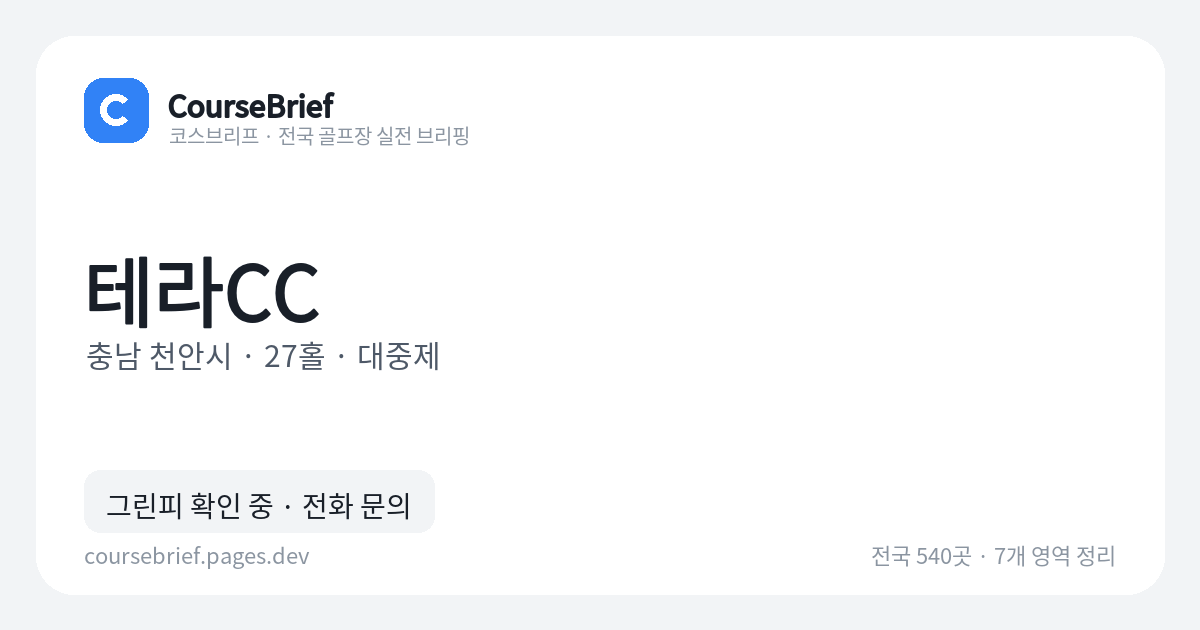 C
CourseBrief
코스브리프 · 전국 골프장 실전 브리핑
테라CC
충남 천안시 · 27홀 · 대중제
그린피 확인 중 · 전화 문의
coursebrief.pages.dev
전국 540곳 · 7개 영역 정리